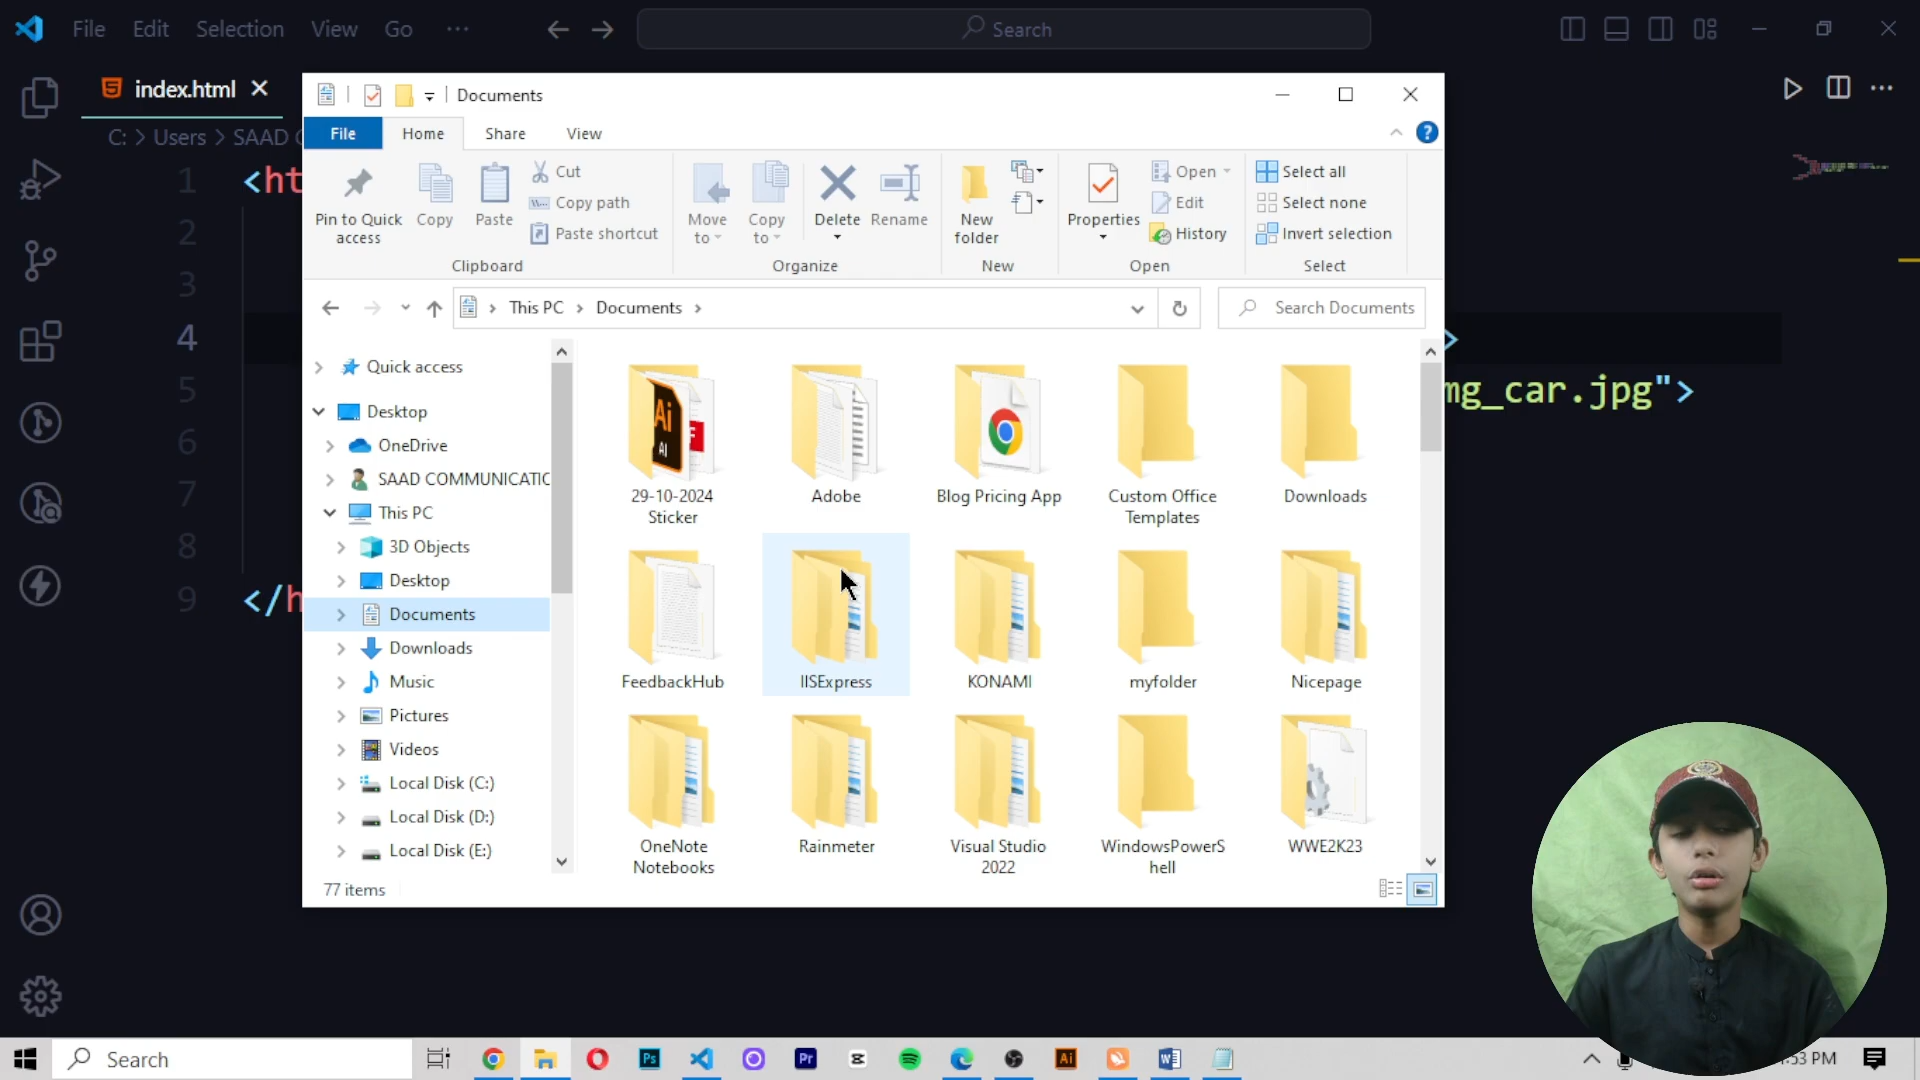 File Edit Selection View Go ··· Search
index.html
C: > Users > SAAD
1 <ht
2
3
4 >
5 mg_car.jpg">
6
7
8
9 </h
Documents
File Home Share View
Pin to Quick access
Copy
Paste
Cut
Copy path
Paste shortcut
Clipboard
Move to
Copy to
Delete
Rename
Organize
New folder
New
Properties
Open
Edit
History
Open
Select all
Select none
Invert selection
Select
This PC > Documents >
Search Documents
Quick access
Desktop
OneDrive
SAAD COMMUNICATIO
This PC
3D Objects
Desktop
Documents
Downloads
Music
Pictures
Videos
Local Disk (C:)
Local Disk (D:)
Local Disk (E:)
29-10-2024 Sticker
Adobe
Blog Pricing App
Custom Office Templates
Downloads
FeedbackHub
IISExpress
KONAMI
myfolder
Nicepage
OneNote Notebooks
Rainmeter
Visual Studio 2022
WindowsPowerShell
WWE2K23
77 items
Search
:53 PM